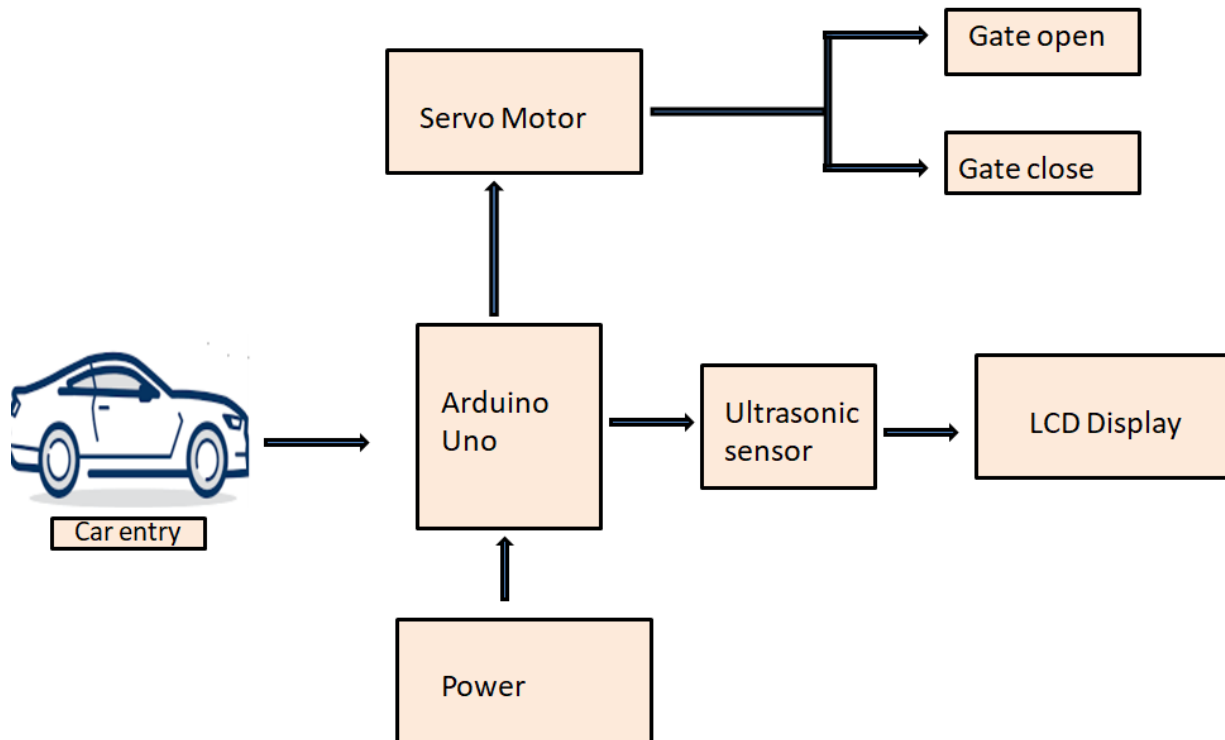 Gate open
Servo Motor
Gate close
Arduino
Uno
Ultrasonic
sensor
LCD Display
Car entry
Power